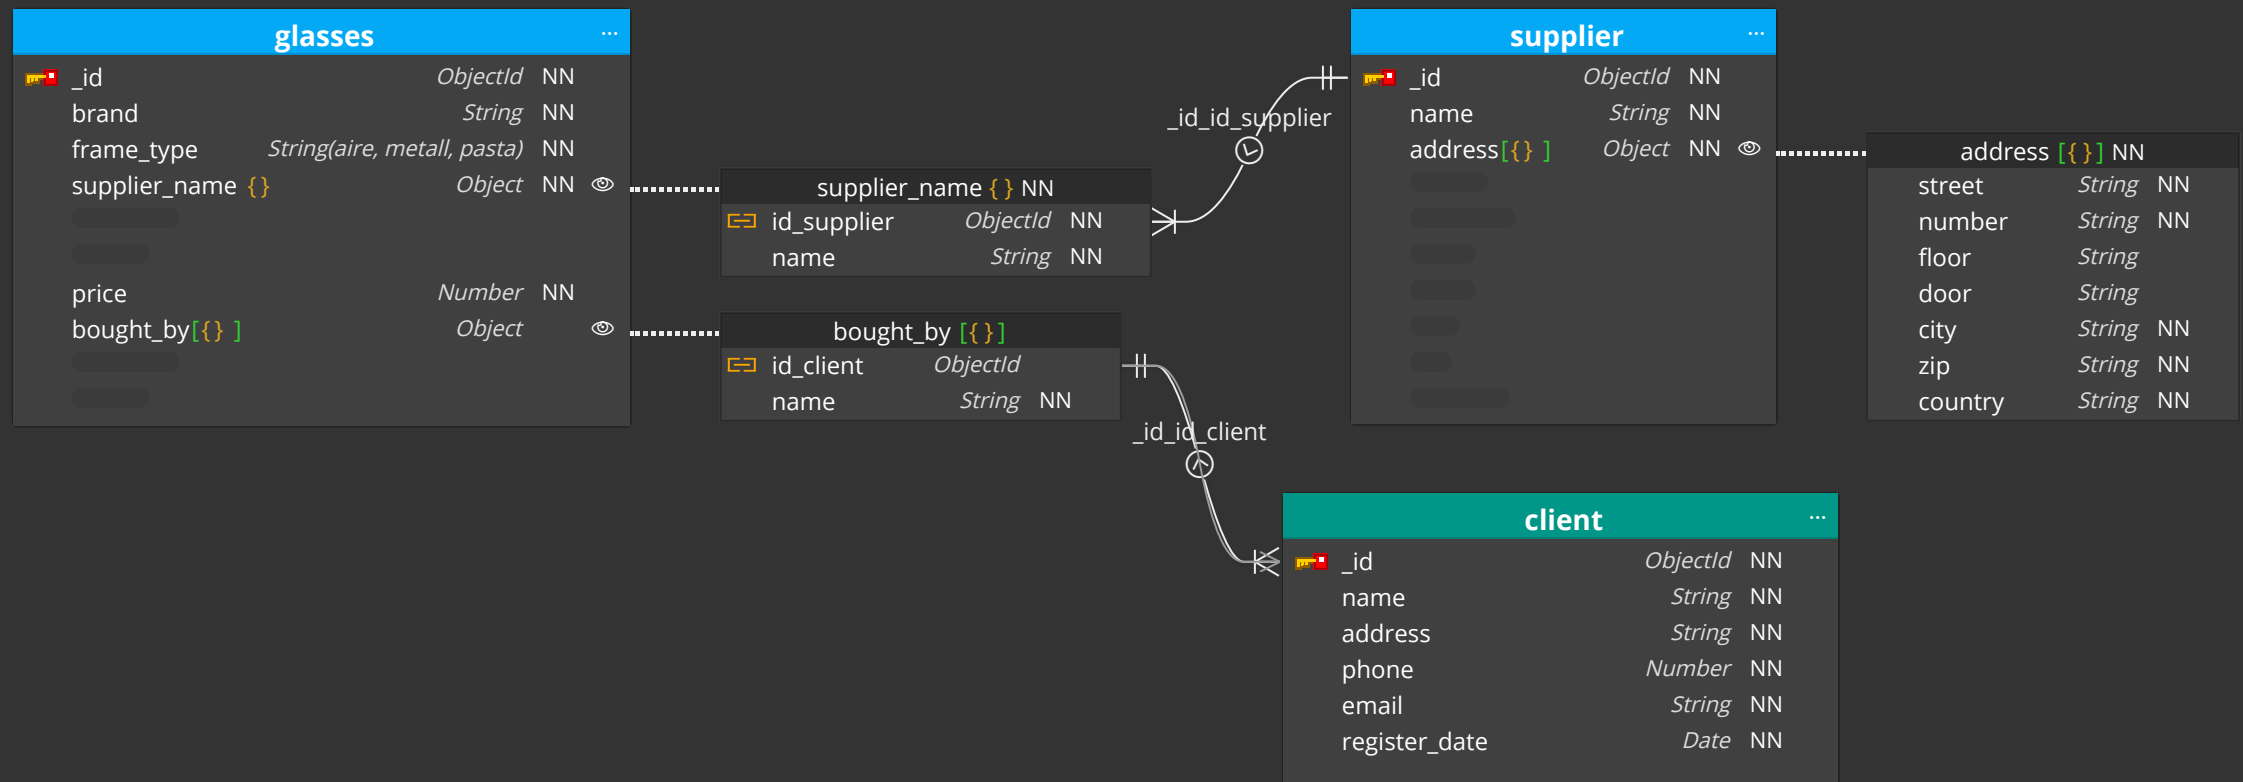 glasses ...
_id ObjectId NN
brand String NN
frame_type String(aire, metall, pasta) NN
supplier_name {} Object NN
price Number NN
bought_by[{} ] Object
supplier_name {} NN
id_supplier ObjectId NN
name String NN
bought_by [{}]
id_client ObjectId
name String NN
_id_id_supplier
_id_id_client
supplier ...
_id ObjectId NN
name String NN
address[{} ] Object NN
address [{}] NN
street String NN
number String NN
floor String
door String
city String NN
zip String NN
country String NN
client ...
_id ObjectId NN
name String NN
address String NN
phone Number NN
email String NN
register_date Date NN